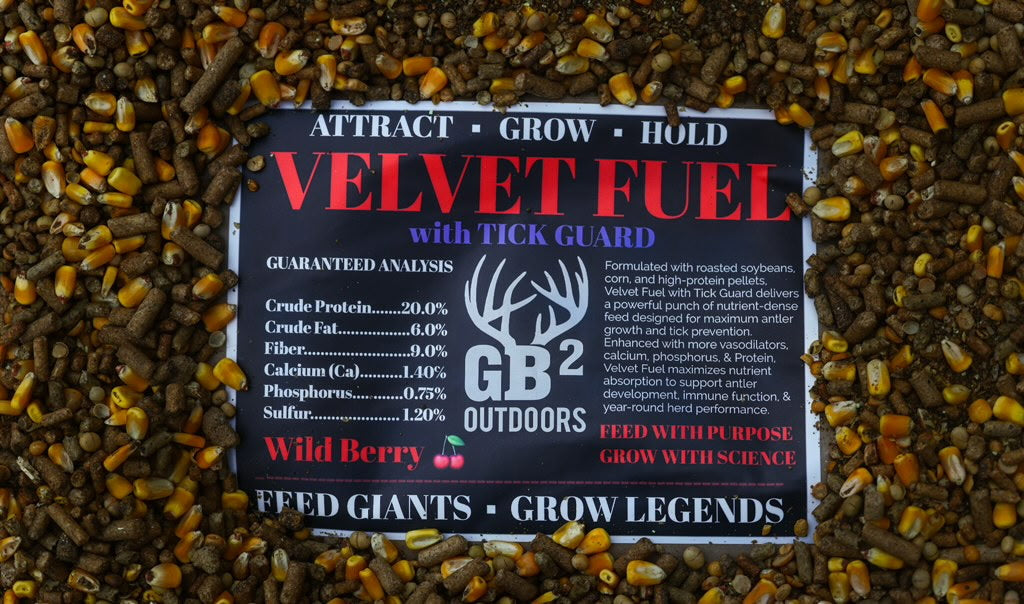 ATTRACT ▪ GROW ▪ HOLD
VELVET FUEL
with TICK GUARD
GUARANTEED ANALYSIS
Crude Protein.......20.0%
Crude Fat...............6.0%
Fiber......................9.0%
Calcium (Ca)..........1.40%
Phosphorus...........0.75%
Sulfur....................1.20%
Wild Berry 🍒
GB2
OUTDOORS
Formulated with roasted soybeans,
corn, and high-protein pellets,
Velvet Fuel with Tick Guard delivers
a powerful punch of nutrient-dense
feed designed for maximum antler
growth and tick prevention.
Enhanced with more vasodilators,
calcium, phosphorus, & Protein,
Velvet Fuel maximizes nutrient
absorption to support antler
development, immune function, &
year-round herd performance.
FEED WITH PURPOSE
GROW WITH SCIENCE
FEED GIANTS ▪ GROW LEGENDS